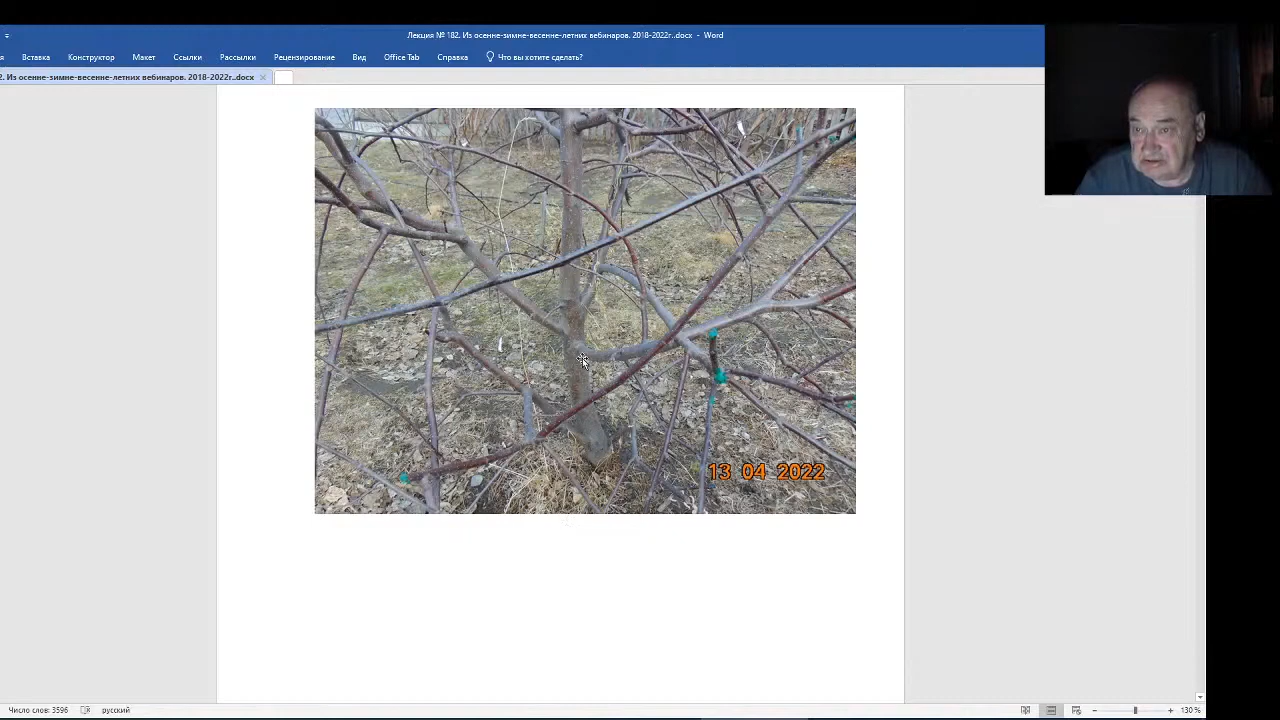 Лекция № 182. Из осенне-зимне-весенне-летних вебинаров. 2018-2022г..docx - Word
я Вставка Конструктор Макет Ссылки Рассылки Рецензирование Вид Office Tab Справка Что вы хотите сделать?
2. Из осенне-зимне-весенне-летних вебинаров. 2018-2022г..docx
13 04 2022
Число слов: 3596 русский 130%